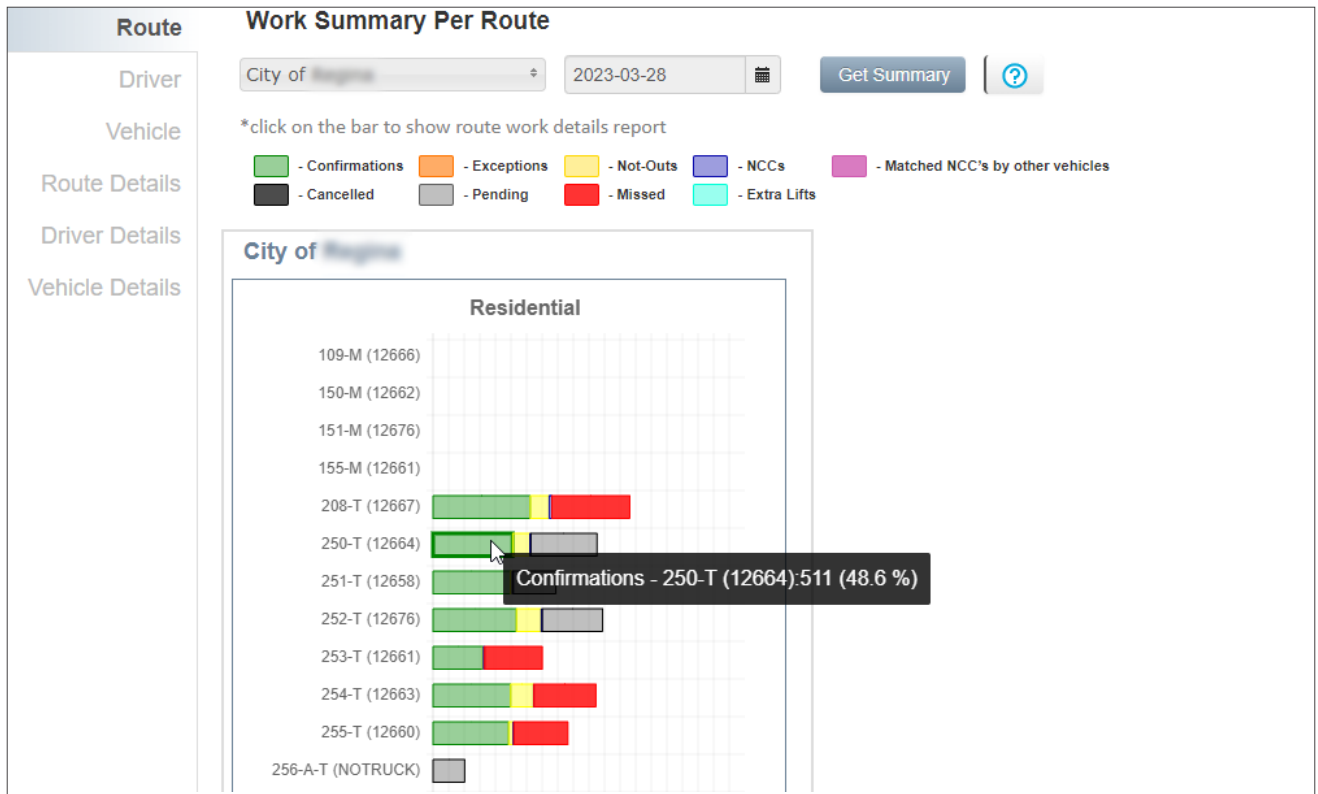 Route
Driver
Vehicle
Route Details
Driver Details
Vehicle Details
Work Summary Per Route
City of
2023-03-28
Get Summary
?
*click on the bar to show route work details report
- Confirmations - Exceptions - Not-Outs - NCCs - Matched NCC's by other vehicles
- Cancelled - Pending - Missed - Extra Lifts
City of
Residential
109-M (12666)
150-M (12662)
151-M (12676)
155-M (12661)
208-T (12667)
250-T (12664)
Confirmations - 250-T (12664):511 (48.6 %)
251-T (12658)
252-T (12676)
253-T (12661)
254-T (12663)
255-T (12660)
256-A-T (NOTRUCK)